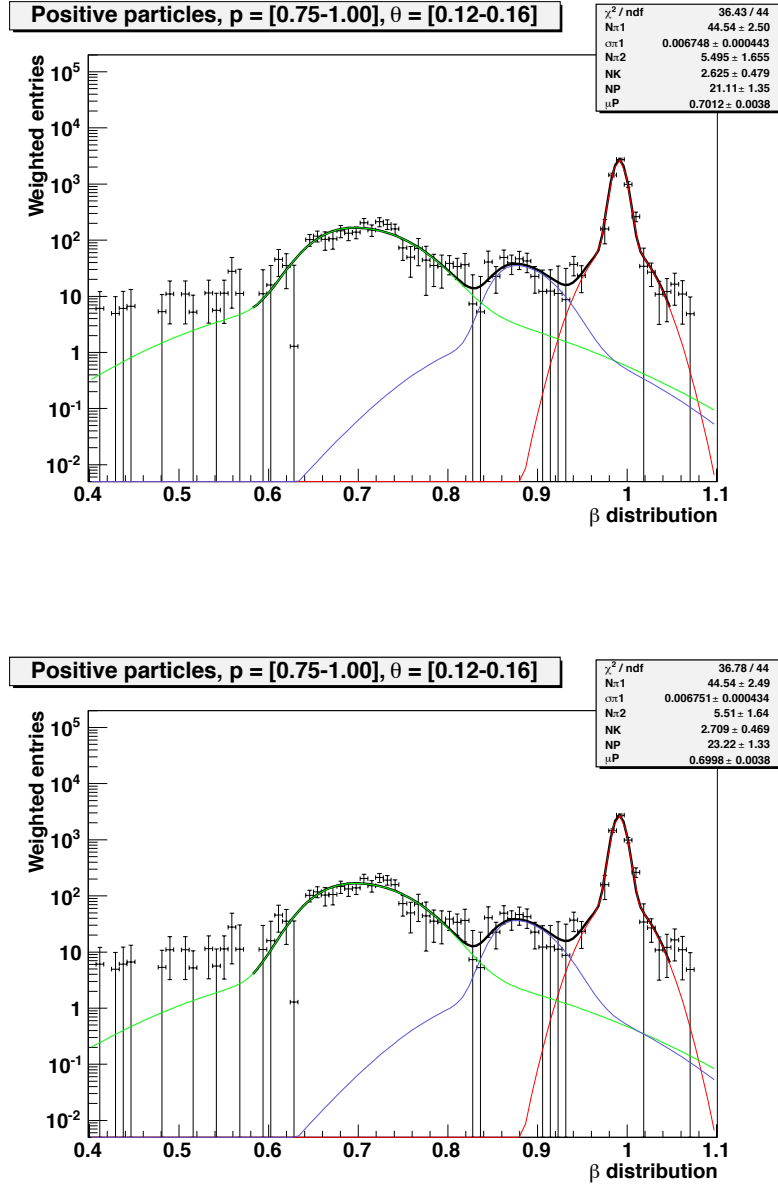 Positive particles, p = [0.75-1.00], θ = [0.12-0.16]
χ² / ndf 36.43 / 44
Nπ1 44.54 ± 2.50
σπ1 0.006748 ± 0.000443
Nπ2 5.495 ± 1.655
NK 2.625 ± 0.479
NP 21.11 ± 1.35
μP 0.7012 ± 0.0038
Weighted entries
10⁵
10⁴
10³
10²
10
1
10⁻¹
10⁻²
0.4 0.5 0.6 0.7 0.8 0.9 1 1.1
β distribution
Positive particles, p = [0.75-1.00], θ = [0.12-0.16]
χ² / ndf 36.78 / 44
Nπ1 44.54 ± 2.49
σπ1 0.006751 ± 0.000434
Nπ2 5.51 ± 1.64
NK 2.709 ± 0.469
NP 23.22 ± 1.33
μP 0.6998 ± 0.0038
Weighted entries
10⁵
10⁴
10³
10²
10
1
10⁻¹
10⁻²
0.4 0.5 0.6 0.7 0.8 0.9 1 1.1
β distribution